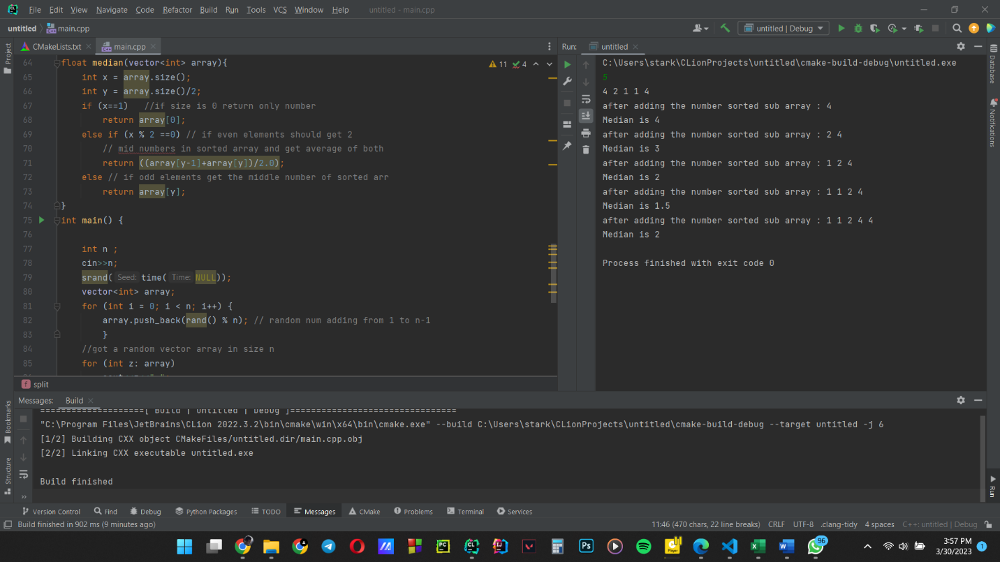 File Edit View Navigate Code Refactor Build Run Tools VCS Window Help untitled - main.cpp
untitled main.cpp untitled | Debug
Project
CMakeLists.txt main.cpp Run: untitled
11 4
64 float median(vector<int> array){
65 int x = array.size();
66 int y = array.size()/2;
67 if (x==1) //if size is 0 return only number
68 return array[0];
69 else if (x % 2 ==0) // if even elements should get 2
70 // mid numbers in sorted array and get average of both
71 return ((array[y-1]+array[y])/2.0);
72 else // if odd elements get the middle number of sorted arr
73 return array[y];
74 }
75 int main() {
76
77 int n ;
78 cin>>n;
79 srand( Seed: time( Time: NULL));
80 vector<int> array;
81 for (int i = 0; i < n; i++) {
82 array.push_back(rand() % n); // random num adding from 1 to n-1
83 }
84 //got a random vector array in size n
85 for (int z: array)
split
C:\Users\stark\CLionProjects\untitled\cmake-build-debug\untitled.exe
5
4 2 1 1 4
after adding the number sorted sub array : 4
Median is 4
after adding the number sorted sub array : 2 4
Median is 3
after adding the number sorted sub array : 1 2 4
Median is 2
after adding the number sorted sub array : 1 1 2 4
Median is 1.5
after adding the number sorted sub array : 1 1 2 4 4
Median is 2
Process finished with exit code 0
Database
Notifications
Run
Messages: Build
====================[ Build | untitled | Debug ]================================
"C:\Program Files\JetBrains\CLion 2022.3.2\bin\cmake\win\x64\bin\cmake.exe" --build C:\Users\stark\CLionProjects\untitled\cmake-build-debug --target untitled -j 6
[1/2] Building CXX object CMakeFiles/untitled.dir/main.cpp.obj
[2/2] Linking CXX executable untitled.exe
Build finished
Bookmarks
Structure
Version Control Find Debug Python Packages TODO Messages CMake Problems Terminal Services
Build finished in 902 ms (9 minutes ago) 11:46 (470 chars, 22 line breaks) CRLF UTF-8 .clang-tidy 4 spaces C++: untitled | Debug
96
3:57 PM
3/30/2023
1